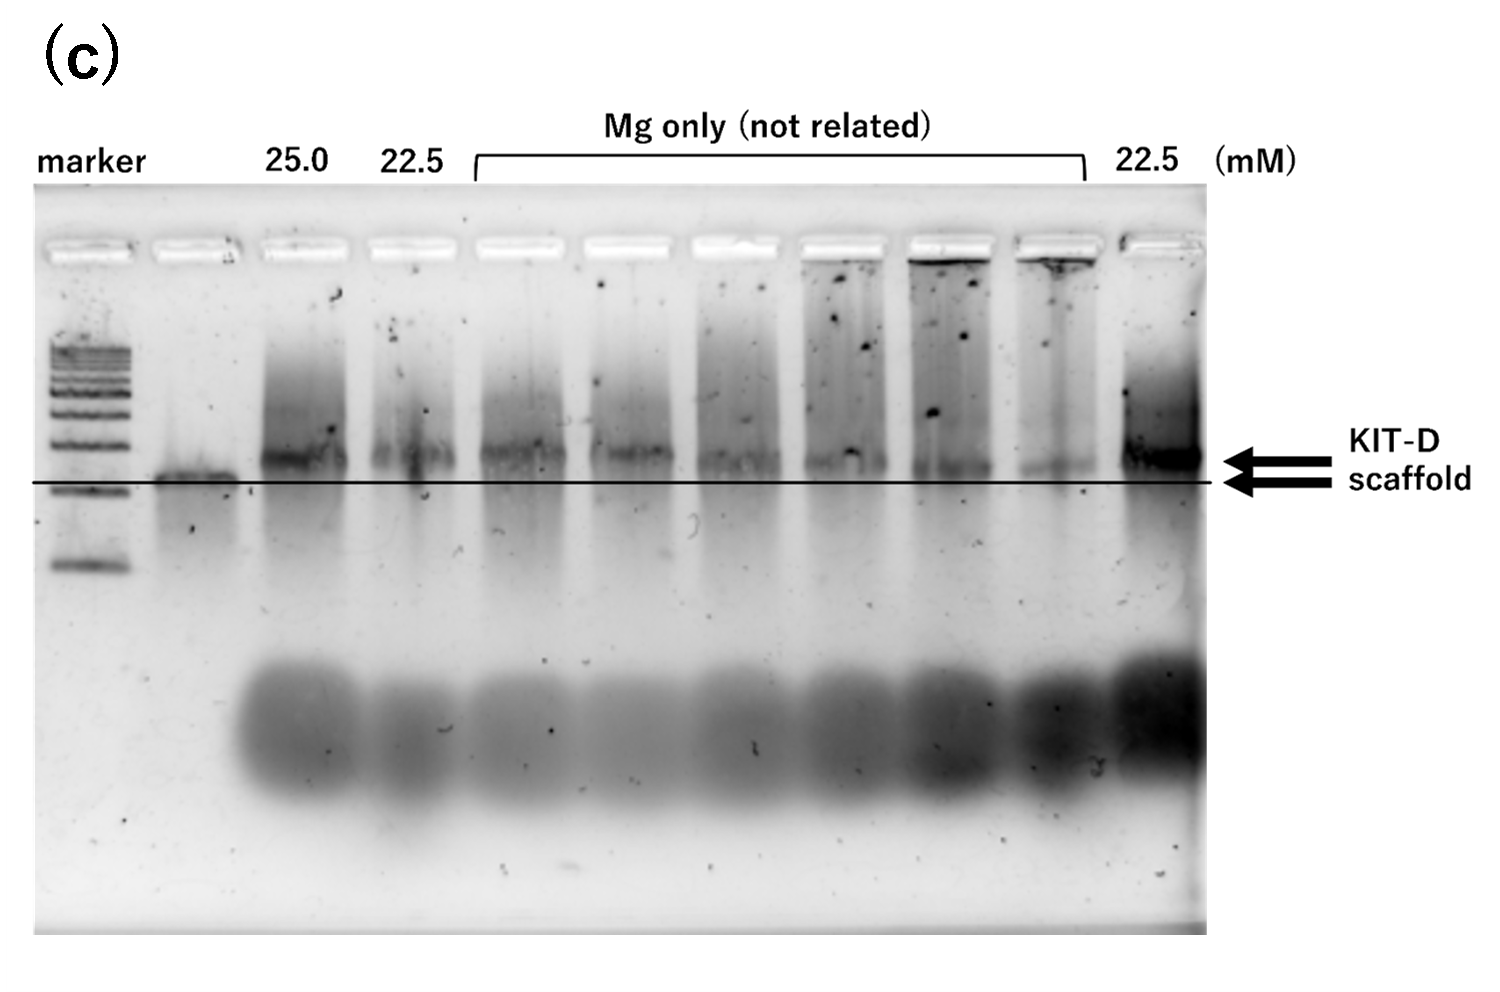 (c)
Mg only (not related)
marker 25.0 22.5 22.5 (mM)
KIT-D
scaffold